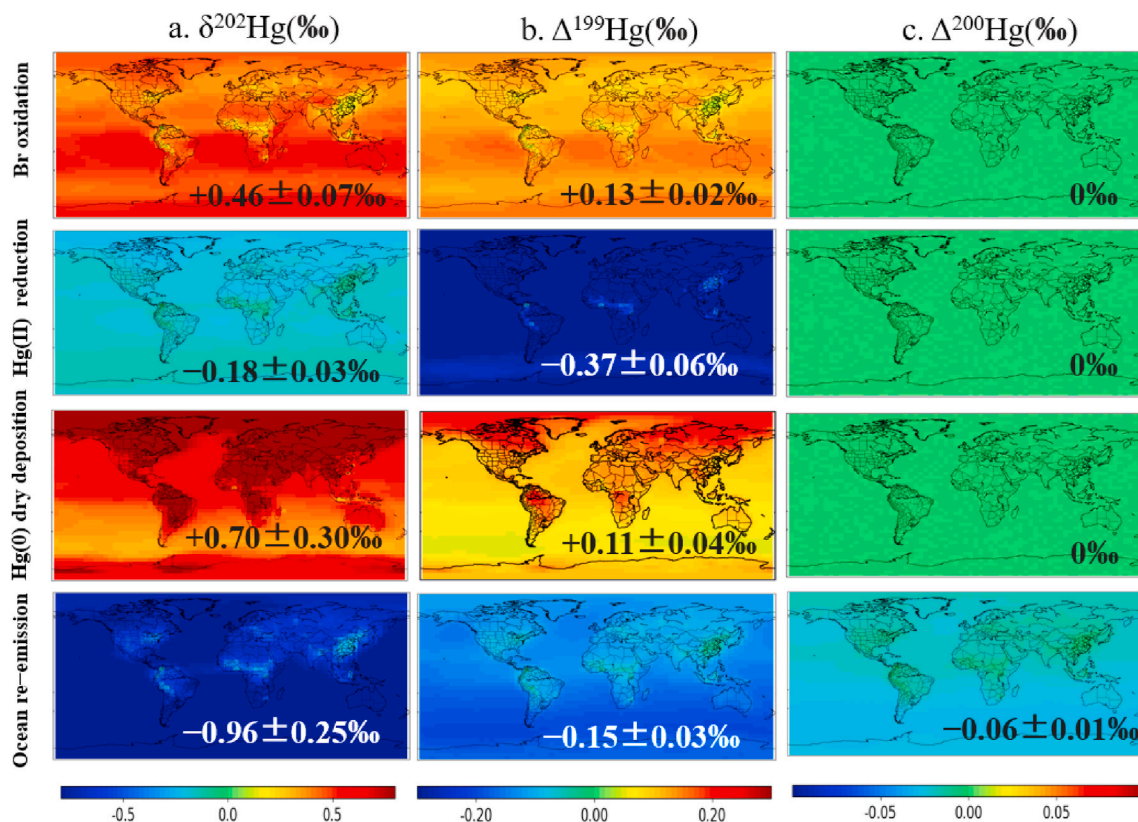 a. δ²⁰²Hg(‰) b. Δ¹⁹⁹Hg(‰) c. Δ²⁰⁰Hg(‰)
Br oxidation
+0.46±0.07‰ +0.13±0.02‰ 0‰
Hg(II) reduction
−0.18±0.03‰ −0.37±0.06‰ 0‰
Hg(0) dry deposition
+0.70±0.30‰ +0.11±0.04‰ 0‰
Ocean re−emission
−0.96±0.25‰ −0.15±0.03‰ −0.06±0.01‰
-0.5 0.0 0.5 -0.20 0.00 0.20 -0.05 0.00 0.05